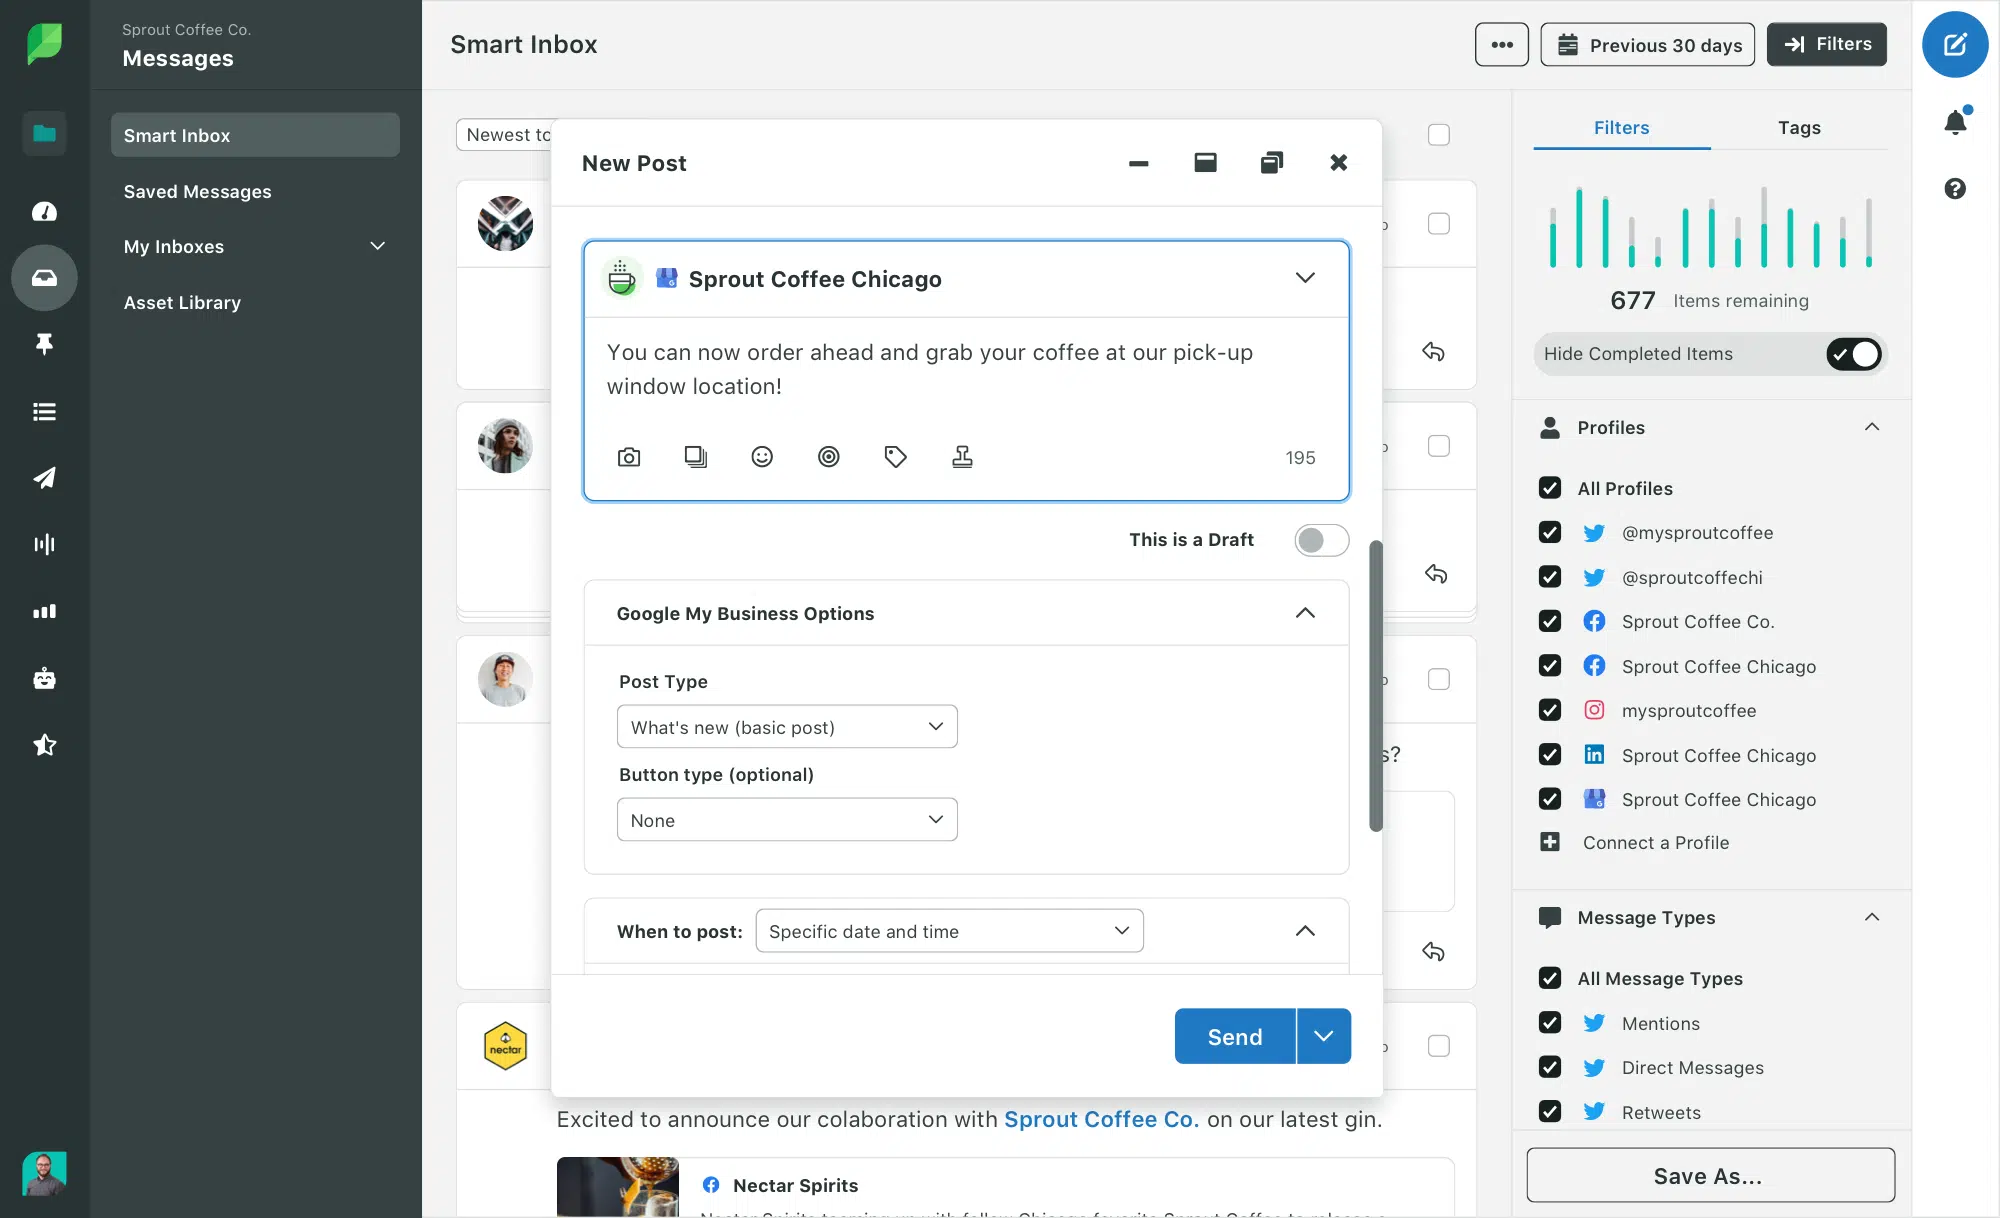 Sprout Coffee Co.
Messages
Smart Inbox
Saved Messages
My Inboxes
Asset Library
Smart Inbox
Previous 30 days
Filters
Newest to
New Post
Sprout Coffee Chicago
You can now order ahead and grab your coffee at our pick-up
window location!
195
This is a Draft
Google My Business Options
Post Type
What's new (basic post)
Button type (optional)
None
When to post:
Specific date and time
Send
s?
nectar
Excited to announce our colaboration with Sprout Coffee Co. on our latest gin.
Nectar Spirits
Filters
Tags
677 Items remaining
Hide Completed Items
Profiles
All Profiles
@mysproutcoffee
@sproutcoffechi
Sprout Coffee Co.
Sprout Coffee Chicago
mysproutcoffee
Sprout Coffee Chicago
Sprout Coffee Chicago
Connect a Profile
Message Types
All Message Types
Mentions
Direct Messages
Retweets
Save As...